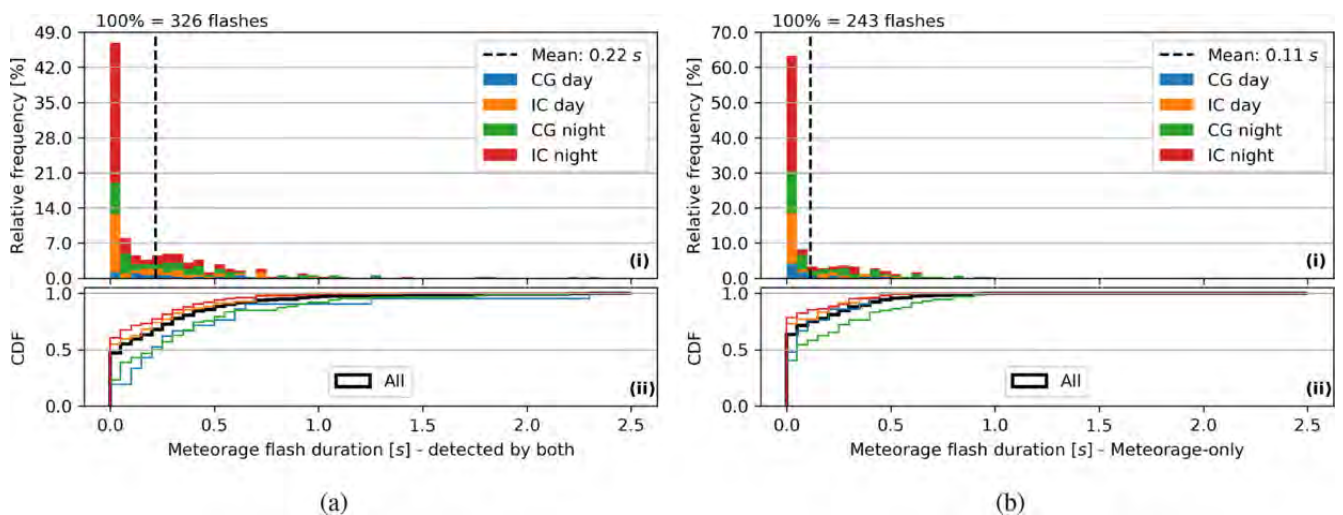 100% = 326 flashes
49.0
42.0
35.0
28.0
21.0
14.0
7.0
0.0
Relative frequency [%]
Mean: 0.22 s
CG day
IC day
CG night
IC night
(i)
1.0
0.5
0.0
CDF
All
(ii)
0.0 0.5 1.0 1.5 2.0 2.5
Meteorage flash duration [s] - detected by both
(a)
100% = 243 flashes
70.0
60.0
50.0
40.0
30.0
20.0
10.0
0.0
Relative frequency [%]
Mean: 0.11 s
CG day
IC day
CG night
IC night
(i)
1.0
0.5
0.0
CDF
All
(ii)
0.0 0.5 1.0 1.5 2.0 2.5
Meteorage flash duration [s] - Meteorage-only
(b)